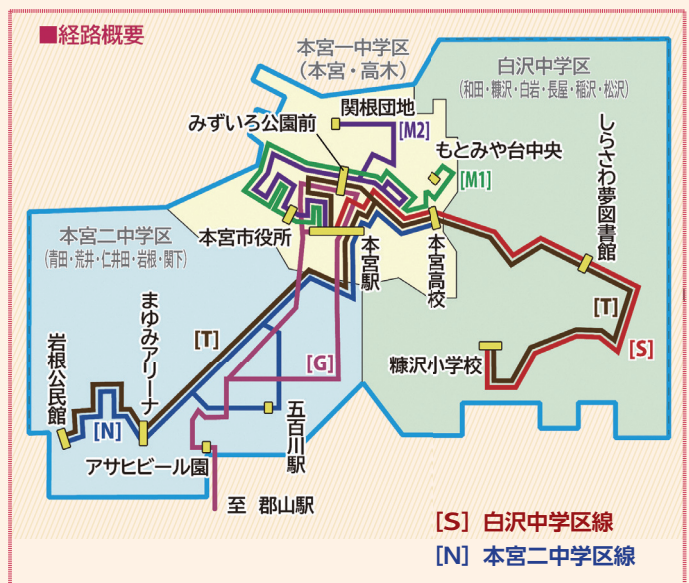 ■経路概要
本宮一中学区
（本宮・高木）
白沢中学区
（和田・糠沢・白岩・長屋・稲沢・松沢）
関根団地
[M2]
みずいろ公園前
もとみや台中央
[M1]
しらさわ夢図書館
本宮市役所
本宮駅
本宮高校
本宮二中学区
（青田・荒井・仁井田・岩根・関下）
まゆみアリーナ
[T]
[T]
[S]
岩根公民館
[G]
糠沢小学校
[N]
五百川駅
アサヒビール園
至 郡山駅
[S] 白沢中学区線
[N] 本宮二中学区線